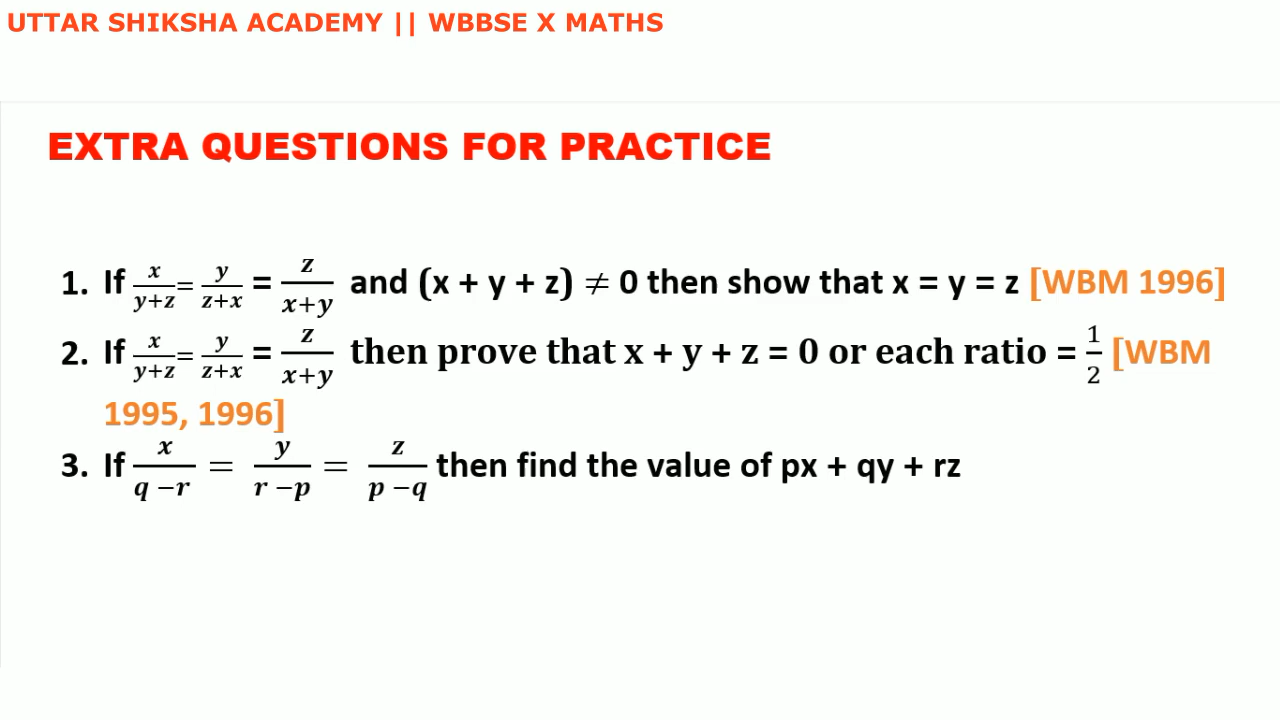 UTTAR SHIKSHA ACADEMY || WBBSE X MATHS
EXTRA QUESTIONS FOR PRACTICE
1. If x/(y+z) = y/(z+x) = z/(x+y) and (x + y + z) ≠ 0 then show that x = y = z [WBM 1996]
2. If x/(y+z) = y/(z+x) = z/(x+y) then prove that x + y + z = 0 or each ratio = 1/2 [WBM
1995, 1996]
3. If x/(q −r) = y/(r −p) = z/(p −q) then find the value of px + qy + rz